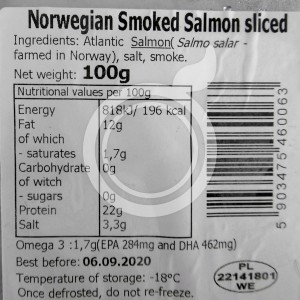 Norwegian Smoked Salmon sliced
Ingredients: Atlantic Salmon( Salmo salar -
farmed in Norway), salt, smoke.
Net weight: 100g
Nutritional values per 100g
Energy 818kJ/ 196 kcal
Fat 12g
of which
- saturates 1,7g
Carbohydrate 0g
of witch
- sugars 0g
Protein 22g
Salt 3,3g
5903475460063
Omega 3 :1,7g(EPA 284mg and DHA 462mg)
Best before: 06.09.2020
Temperature of storage: -18°C
Once defrosted, do not re-freeze.
PL
22141801
WE